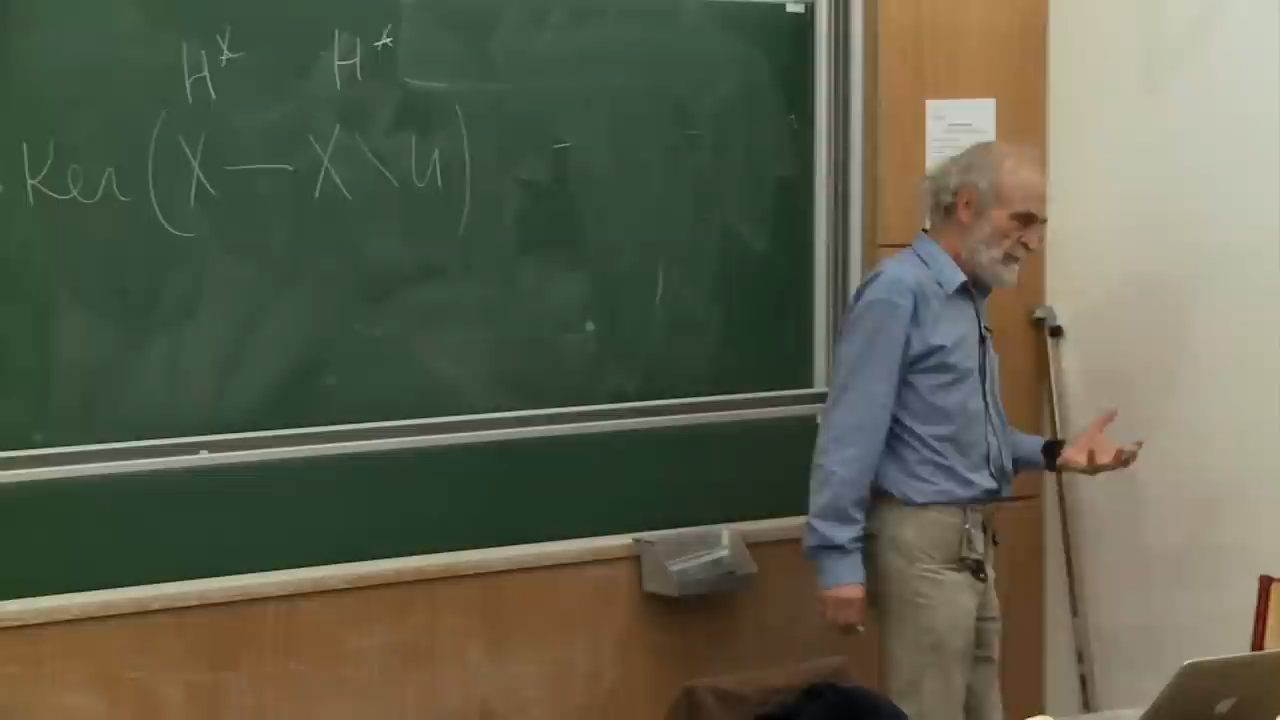 H* H*
Ker (X — X \ U)